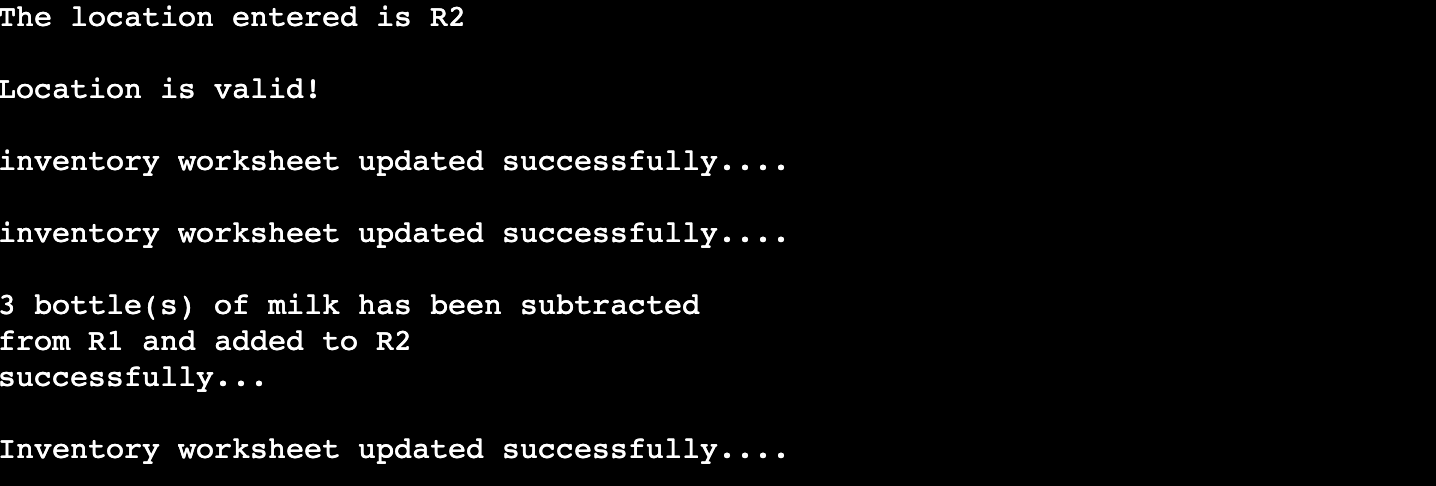 The location entered is R2
Location is valid!
inventory worksheet updated successfully....
inventory worksheet updated successfully....
3 bottle(s) of milk has been subtracted
from R1 and added to R2
successfully...
Inventory worksheet updated successfully....